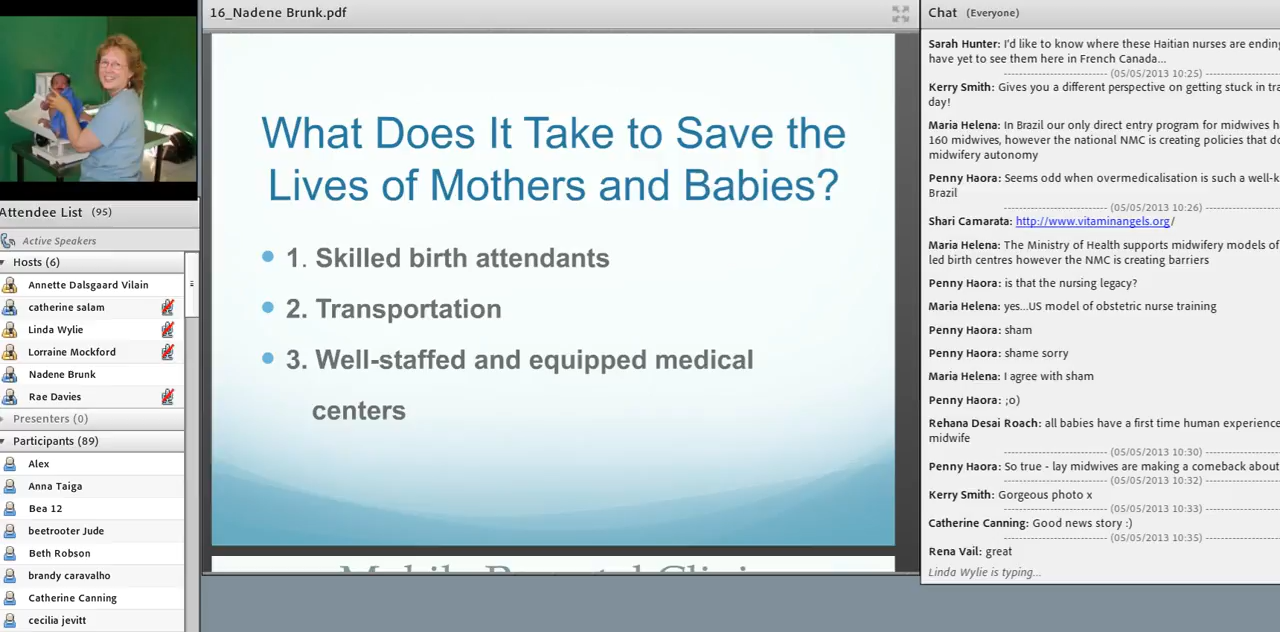 16_Nadene Brunk.pdf
What Does It Take to Save the
Lives of Mothers and Babies?
1. Skilled birth attendants
2. Transportation
3. Well-staffed and equipped medical
centers
Attendee List (95)
Active Speakers
Hosts (6)
Annette Dalsgaard Vilain
catherine salam
Linda Wylie
Lorraine Mockford
Nadene Brunk
Rae Davies
Presenters (0)
Participants (89)
Alex
Anna Taiga
Bea 12
beetrooter Jude
Beth Robson
brandy caravalho
Catherine Canning
cecilia jevitt
Chat (Everyone)
Sarah Hunter: I'd like to know where these Haitian nurses are ending
have yet to see them here in French Canada...
(05/05/2013 10:25)
Kerry Smith: Gives you a different perspective on getting stuck in
day!
Maria Helena: In Brazil our only direct entry program for midwives
160 midwives, however the national NMC is creating policies that
midwifery autonomy
Penny Haora: Seems odd when overmedicalisation is such a
Brazil
(05/05/2013 10:26)
Shari Camarata: http://www.vitaminangels.org/
Maria Helena: The Ministry of Health supports midwifery models of
led birth centres however the NMC is creating barriers
Penny Haora: is that the nursing legacy?
Maria Helena: yes...US model of obstetric nurse training
Penny Haora: sham
Penny Haora: shame sorry
Maria Helena: I agree with sham
Penny Haora: ;o)
Rehana Desai Roach: all babies have a first time human experience
midwife
(05/05/2013 10:30)
Penny Haora: So true - lay midwives are making a comeback about
(05/05/2013 10:32)
Kerry Smith: Gorgeous photo x
(05/05/2013 10:33)
Catherine Canning: Good news story :)
(05/05/2013 10:35)
Rena Vail: great
Linda Wylie is typing...